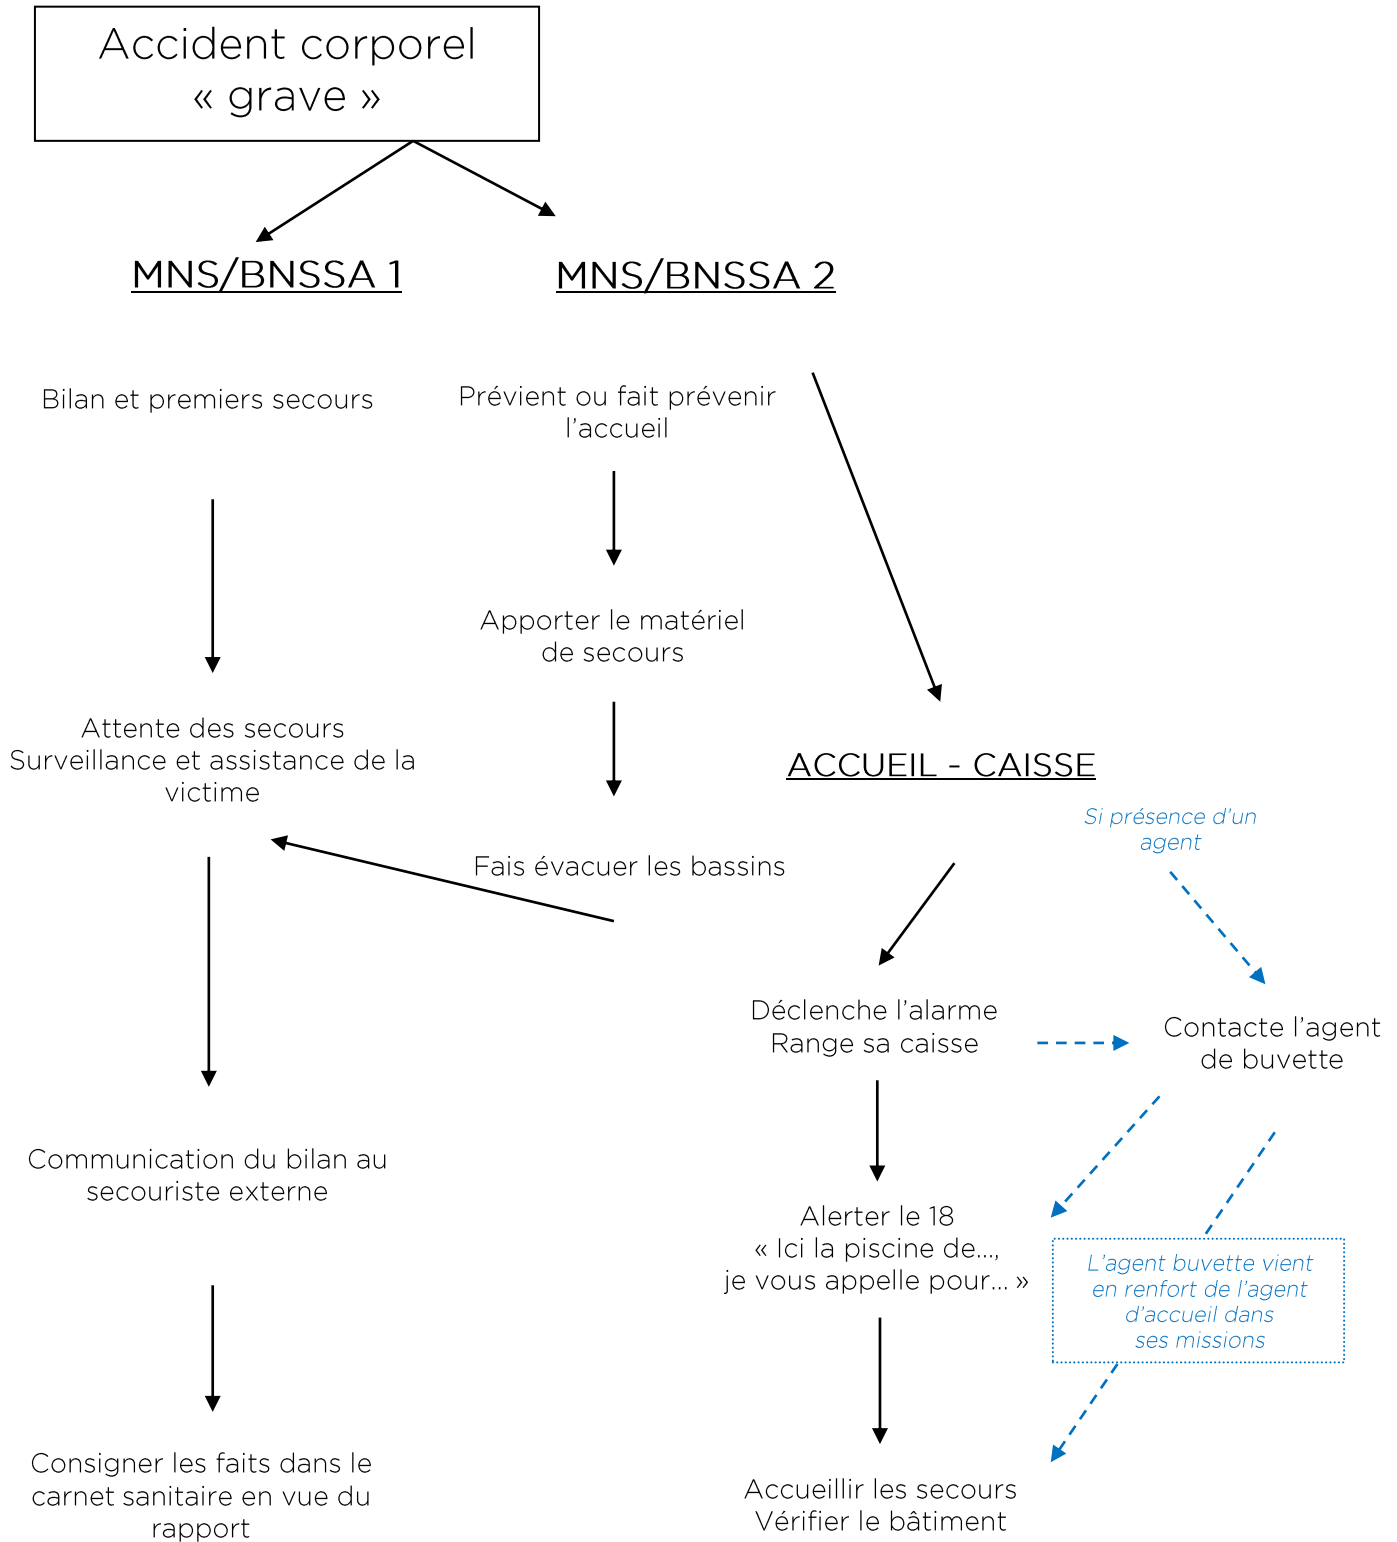 Accident corporel
« grave »
MNS/BNSSA 1
MNS/BNSSA 2
Bilan et premiers secours
Prévient ou fait prévenir
l’accueil
Apporter le matériel
de secours
Attente des secours
Surveillance et assistance de la
victime
ACCUEIL - CAISSE
Si présence d’un
agent
Fais évacuer les bassins
Déclenche l’alarme
Range sa caisse
Contacte l’agent
de buvette
Communication du bilan au
secouriste externe
Alerter le 18
« Ici la piscine de…,
je vous appelle pour… »
L’agent buvette vient
en renfort de l’agent
d’accueil dans
ses missions
Consigner les faits dans le
carnet sanitaire en vue du
rapport
Accueillir les secours
Vérifier le bâtiment